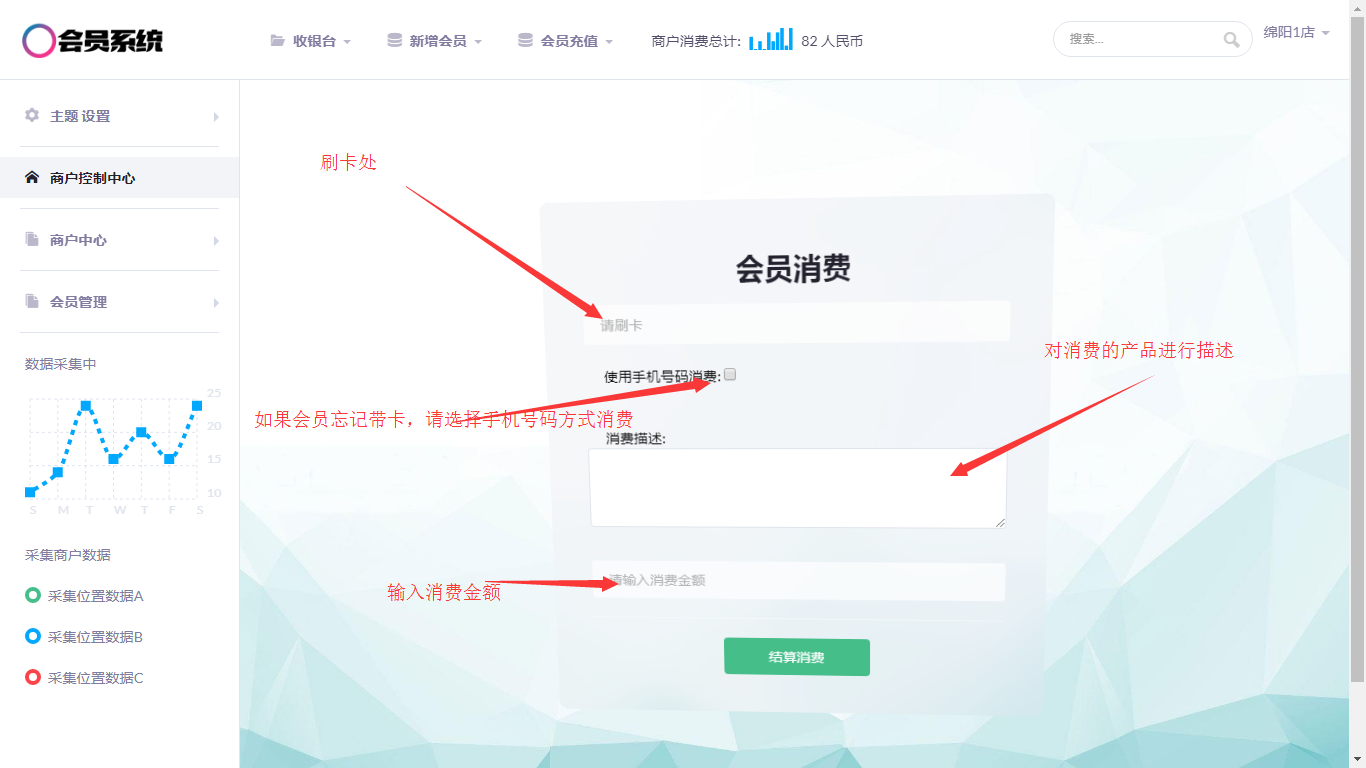 会员系统
收银台
新增会员
会员充值
商户消费总计: 82 人民币
搜索...
绵阳1店
主题 设置
商户控制中心
商户中心
会员管理
数据采集中
25
20
15
10
S M T W T F S
采集商户数据
采集位置数据A
采集位置数据B
采集位置数据C
刷卡处
会员消费
请刷卡
对消费的产品进行描述
使用手机号码消费:
如果会员忘记带卡，请选择手机号码方式消费
消费描述:
请输入消费金额
输入消费金额
结算消费